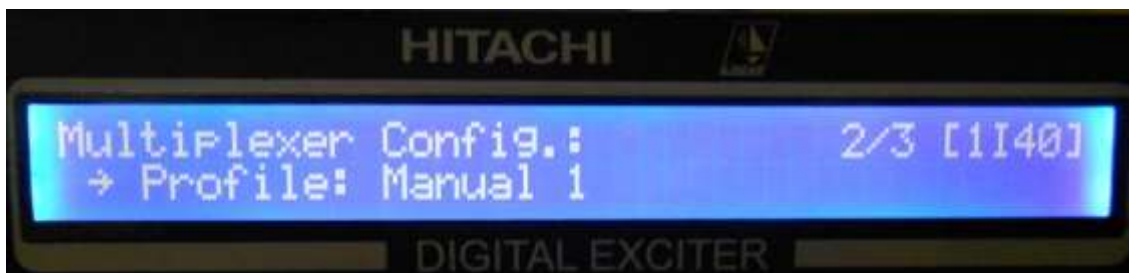 HITACHI
Multiplexer Config.: 2/3 [1I40]
→ Profile: Manual 1
DIGITAL EXCITER